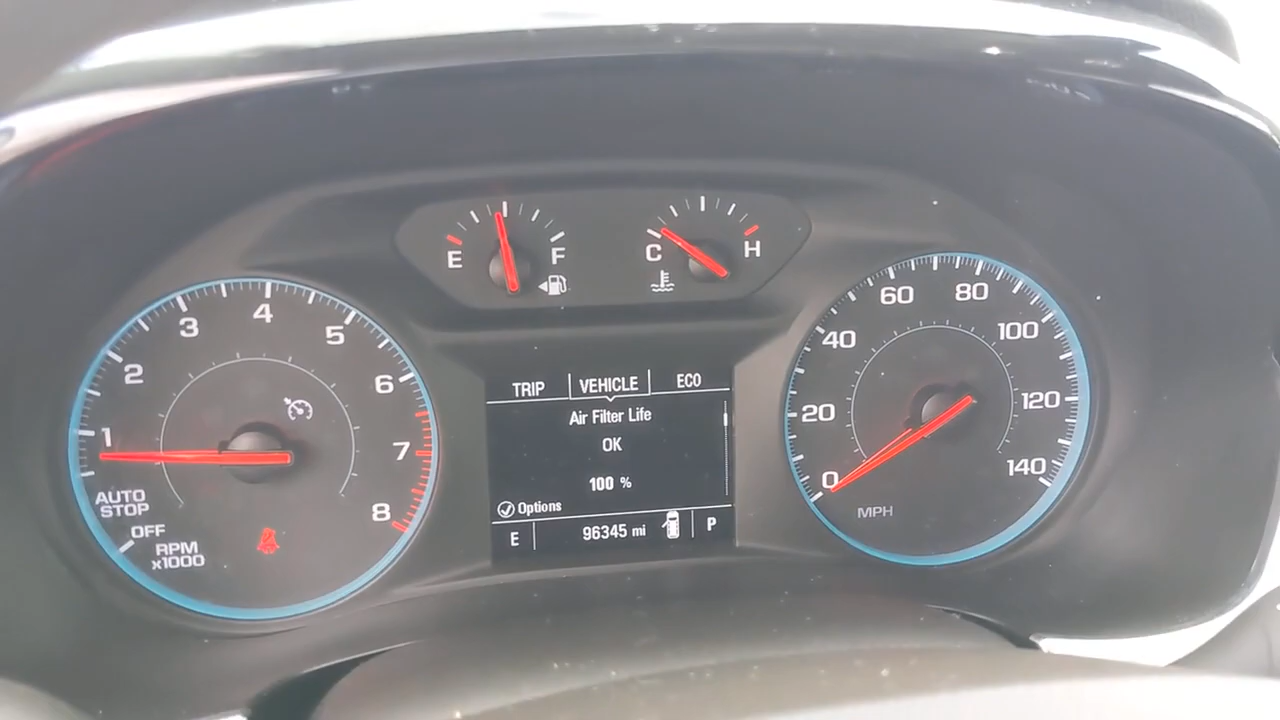 E F
C H
1 2 3 4 5 6 7 8
AUTO
STOP
OFF
RPM
x1000
TRIP VEHICLE ECO
Air Filter Life
OK
100 %
Options
E 96345 mi P
0 20 40 60 80 100 120 140
MPH